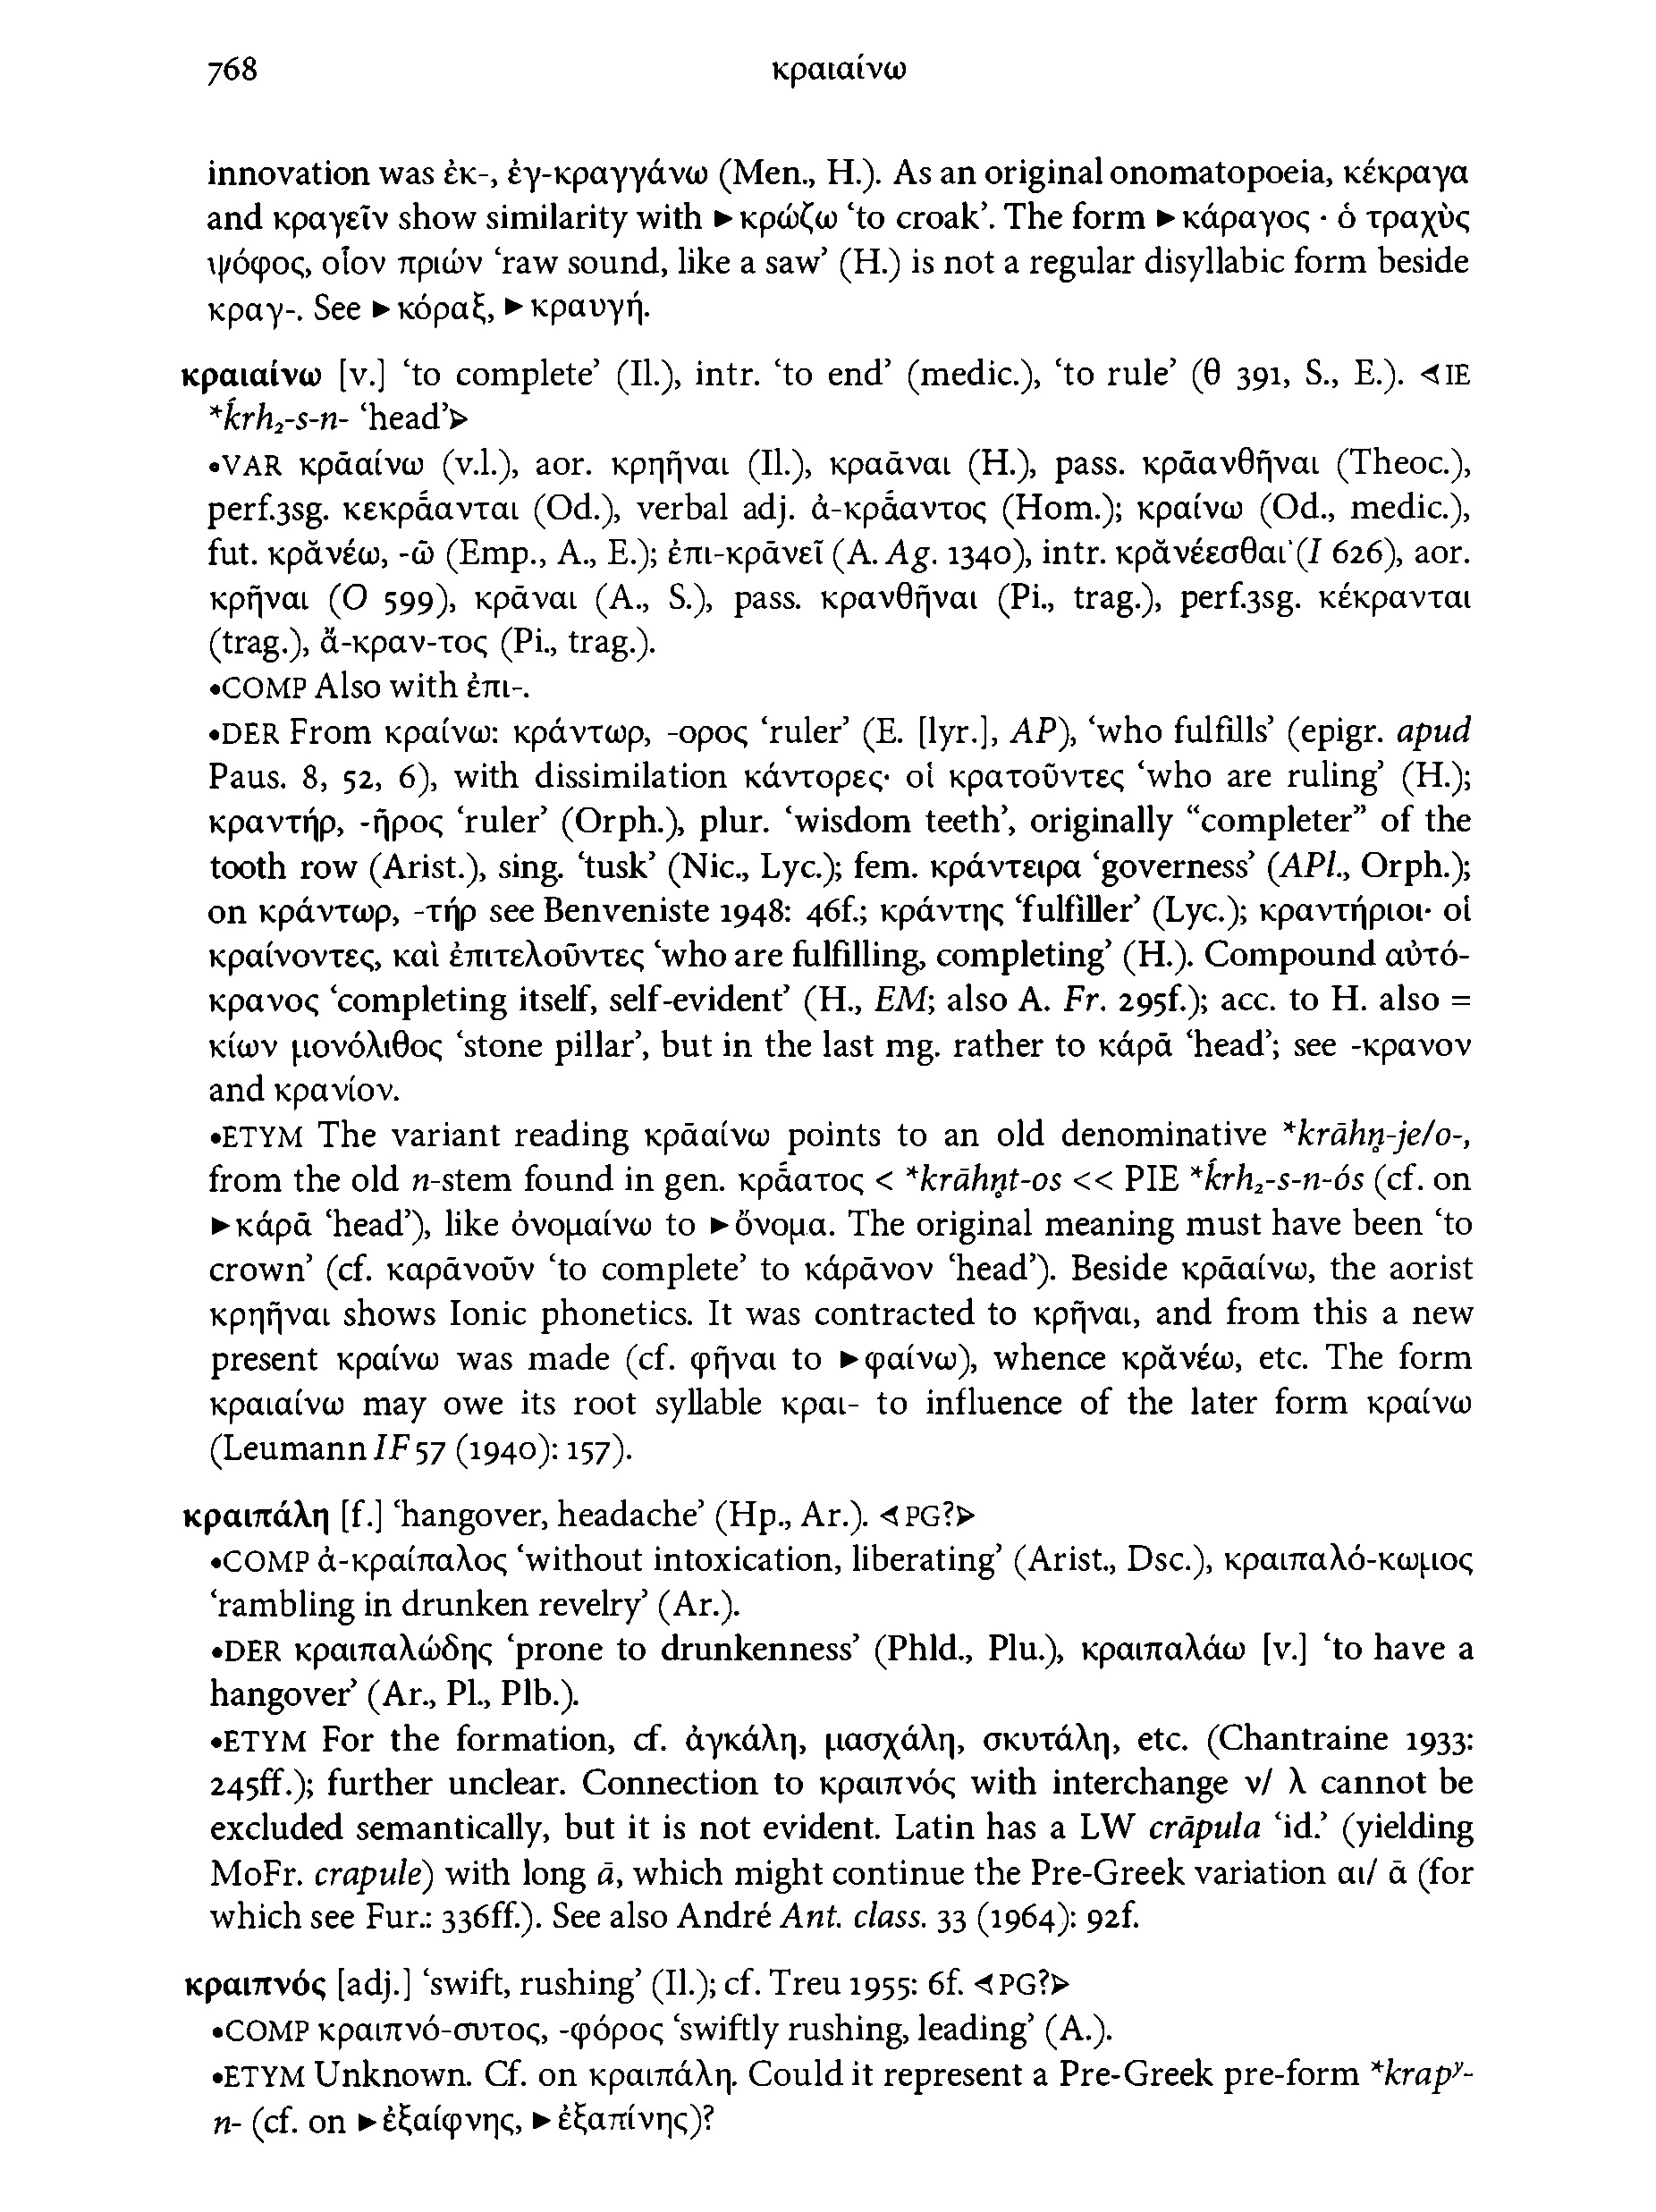 768 κραιαίνω
innovation was ἐκ-, ἐγ-κραγγάνω (Men., H.). As an original onomatopoeia, κέκραγα
and κραγεῖν show similarity with ►κρώζω ‘to croak’. The form ►κάραγος · ὁ τραχὺς
ψόφος, οἷον πριών ‘raw sound, like a saw’ (H.) is not a regular disyllabic form beside
κραγ-. See ►κόραξ, ►κραυγή.
κραιαίνω [v.] ‘to complete’ (Il.), intr. ‘to end’ (medic.), ‘to rule’ (θ 391, S., E.). ◁IE
*ḱrh₂-s-n- ‘head’▷
•VAR κρᾱαίνω (v.l.), aor. κρηῆναι (Il.), κραᾶναι (H.), pass. κρᾱανθῆναι (Theoc.),
perf.3sg. κεκρᾱ́ανται (Od.), verbal adj. ἀ-κρᾱ́αντος (Hom.); κραίνω (Od., medic.),
fut. κρᾰνέω, -ῶ (Emp., A., E.); ἐπι-κρᾱνεῖ (A. Ag. 1340), intr. κρᾰνέεσθαι (I 626), aor.
κρῆναι (O 599), κρᾶναι (A., S.), pass. κρανθῆναι (Pi., trag.), perf.3sg. κέκρανται
(trag.), ἄ-κραν-τος (Pi., trag.).
•COMP Also with ἐπι-.
•DER From κραίνω: κράντωρ, -ορος ‘ruler’ (E. [lyr.], AP), ‘who fulfills’ (epigr. apud
Paus. 8, 52, 6), with dissimilation κάντορες· οἱ κρατοῦντες ‘who are ruling’ (H.);
κραντήρ, -ῆρος ‘ruler’ (Orph.), plur. ‘wisdom teeth’, originally “completer” of the
tooth row (Arist.), sing. ‘tusk’ (Nic., Lyc.); fem. κράντειρα ‘governess’ (APl., Orph.);
on κράντωρ, -τήρ see Benveniste 1948: 46f.; κράντης ‘fulfiller’ (Lyc.); κραντήριοι· οἱ
κραίνοντες, καὶ ἐπιτελοῦντες ‘who are fulfilling, completing’ (H.). Compound αὐτό-
κρανος ‘completing itself, self-evident’ (H., EM; also A. Fr. 295f.); acc. to H. also =
κίων μονόλιθος ‘stone pillar’, but in the last mg. rather to κάρᾱ ‘head’; see -κρανον
and κρανίον.
•ETYM The variant reading κρᾱαίνω points to an old denominative *krāhn̥-je/o-,
from the old n-stem found in gen. κρᾱ́ατος < *krāhn̥t-os << PIE *ḱrh₂-s-n-ós (cf. on
►κάρᾱ ‘head’), like ὀνομαίνω to ►ὄνομα. The original meaning must have been ‘to
crown’ (cf. καρᾱνοῦν ‘to complete’ to κάρᾱνον ‘head’). Beside κρᾱαίνω, the aorist
κρηῆναι shows Ionic phonetics. It was contracted to κρῆναι, and from this a new
present κραίνω was made (cf. φῆναι to ►φαίνω), whence κρᾰνέω, etc. The form
κραιαίνω may owe its root syllable κραι- to influence of the later form κραίνω
(Leumann IF 57 (1940): 157).
κραιπάλη [f.] ‘hangover, headache’ (Hp., Ar.). ◁PG?▷
•COMP ἀ-κραίπαλος ‘without intoxication, liberating’ (Arist., Dsc.), κραιπαλό-κωμος
‘rambling in drunken revelry’ (Ar.).
•DER κραιπαλώδης ‘prone to drunkenness’ (Phld., Plu.), κραιπαλάω [v.] ‘to have a
hangover’ (Ar., Pl., Plb.).
•ETYM For the formation, cf. ἀγκάλη, μασχάλη, σκυτάλη, etc. (Chantraine 1933:
245ff.); further unclear. Connection to κραιπνός with interchange ν/ λ cannot be
excluded semantically, but it is not evident. Latin has a LW crāpula ‘id.’ (yielding
MoFr. crapule) with long ā, which might continue the Pre-Greek variation αι/ ᾱ (for
which see Fur.: 336ff.). See also André Ant. class. 33 (1964): 92f.
κραιπνός [adj.] ‘swift, rushing’ (Il.); cf. Treu 1955: 6f. ◁PG?▷
•COMP κραιπνό-συτος, -φόρος ‘swiftly rushing, leading’ (A.).
•ETYM Unknown. Cf. on κραιπάλη. Could it represent a Pre-Greek pre-form *krapʸ-
n- (cf. on ►ἐξαίφνης, ►ἐξαπίνης)?